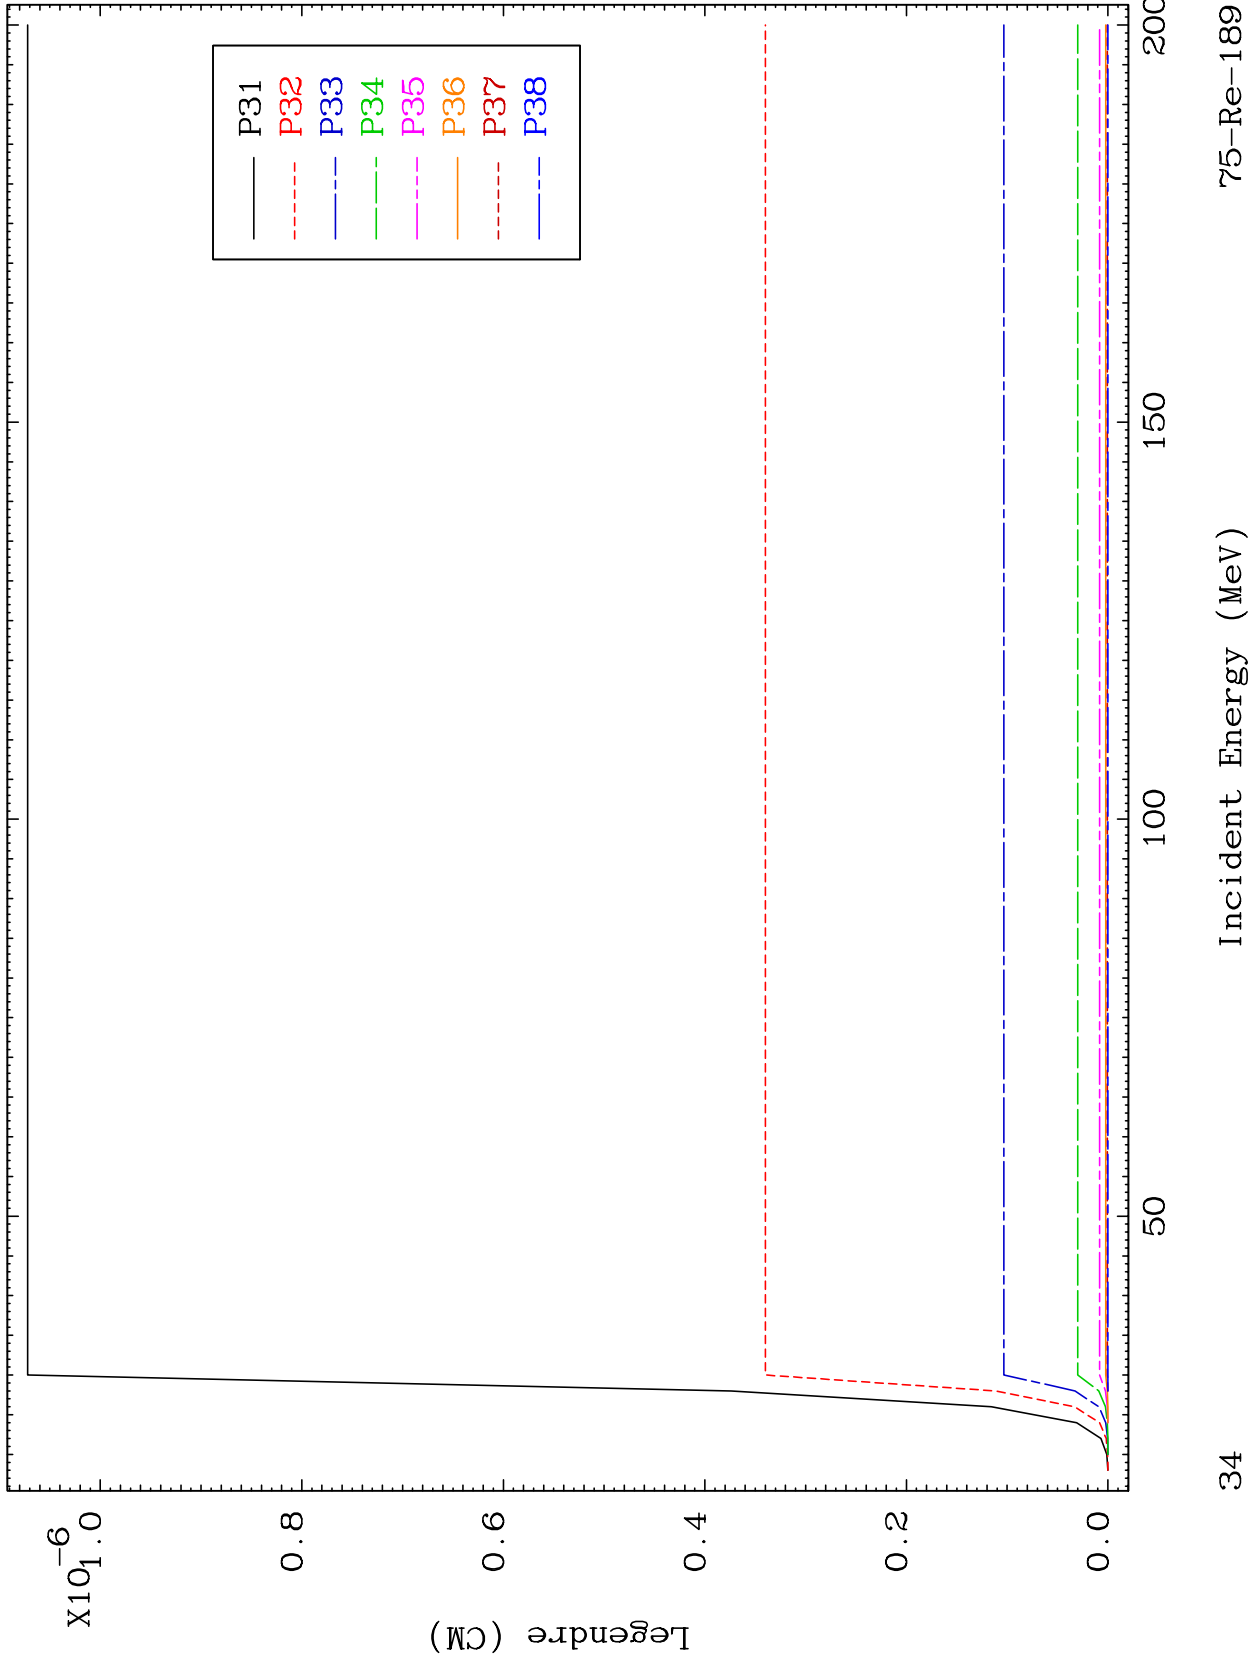 X10-6
1.0
0.8
0.6
0.4
0.2
0.0
Legendre (CM)
P31
P32
P33
P34
P35
P36
P37
P38
50
100
150
200
34
Incident Energy (MeV)
75-Re-189